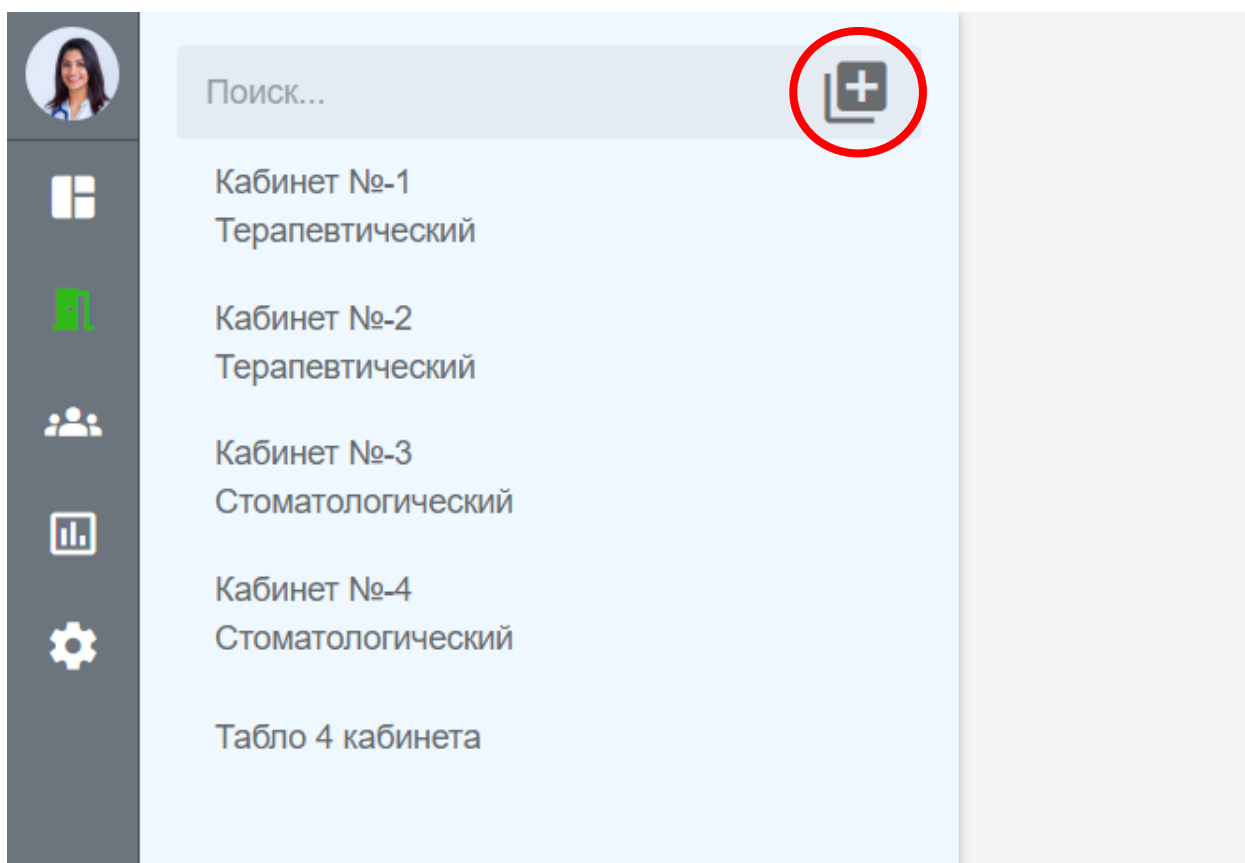 Поиск...
Кабинет №-1
Терапевтический
Кабинет №-2
Терапевтический
Кабинет №-3
Стоматологический
Кабинет №-4
Стоматологический
Табло 4 кабинета